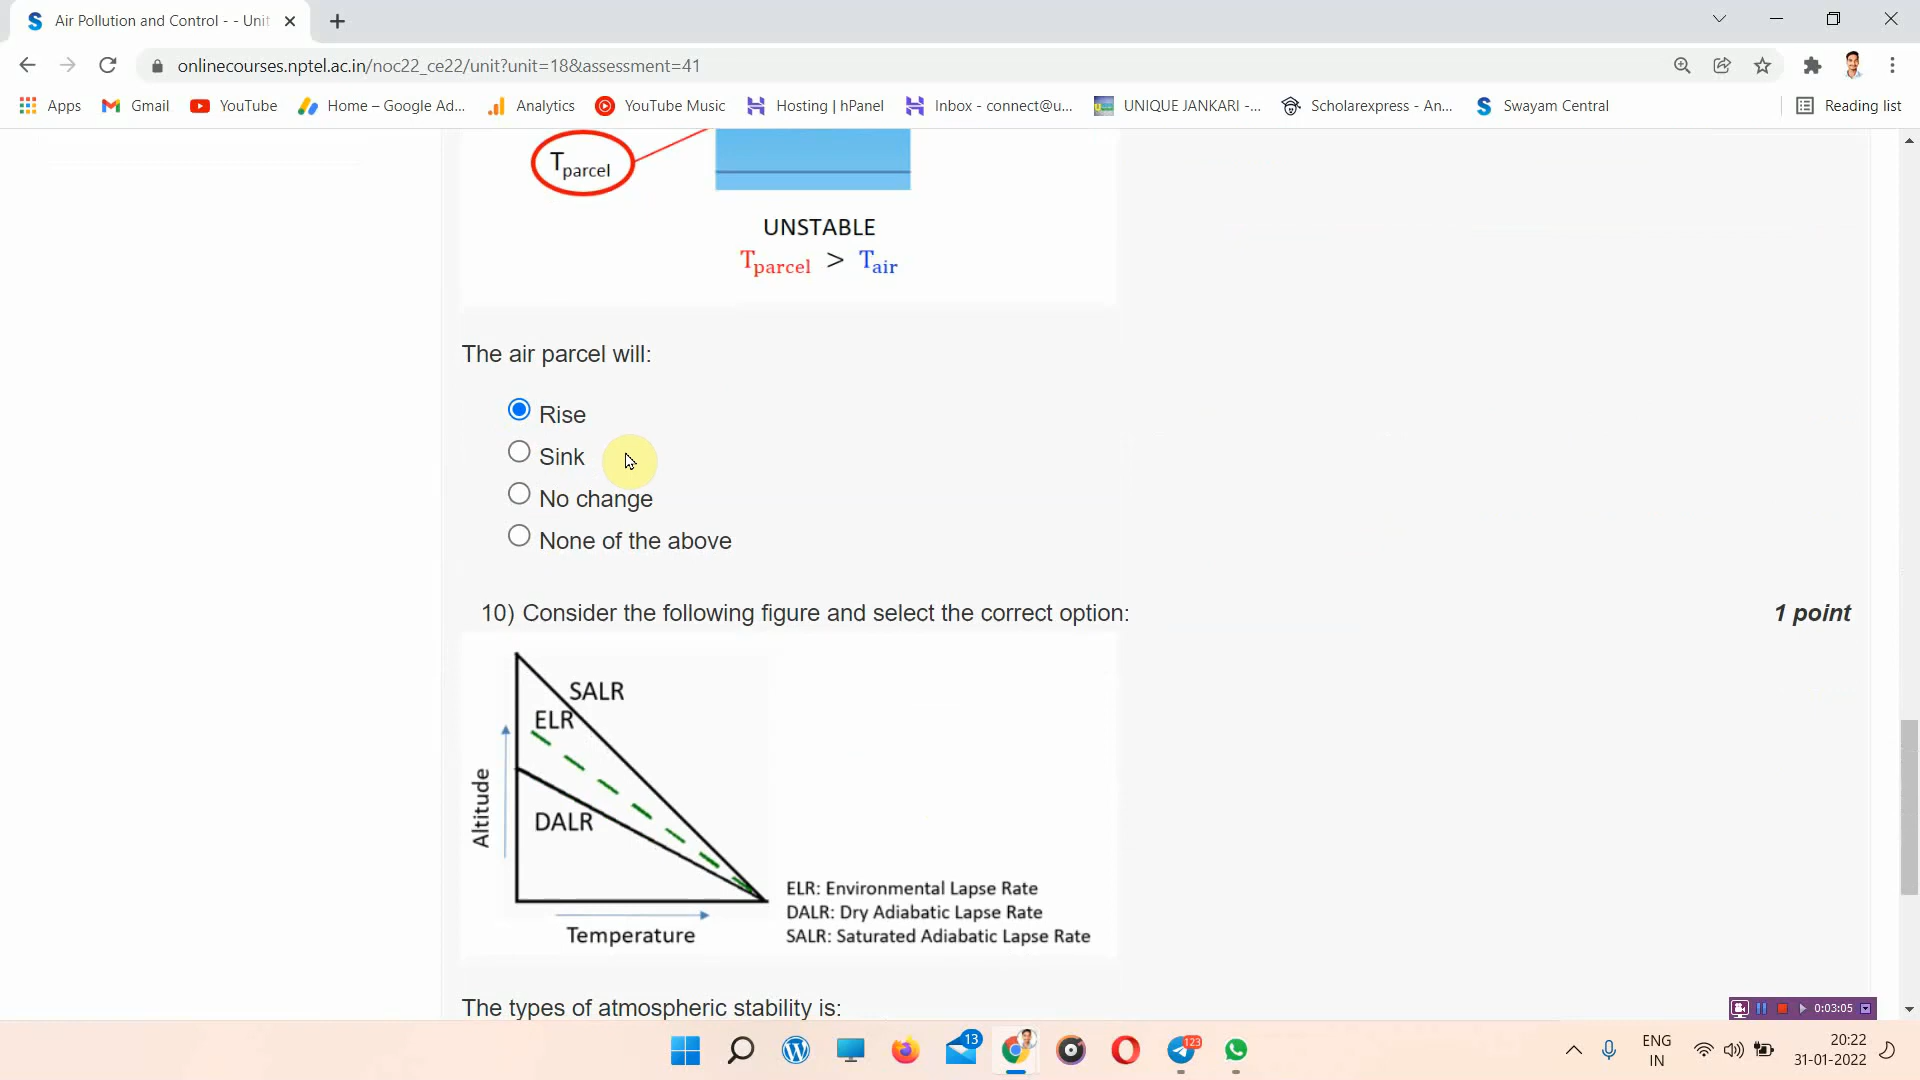 Air Pollution and Control - - Unit
onlinecourses.nptel.ac.in/noc22_ce22/unit?unit=18&assessment=41
Apps
Gmail
YouTube
Home – Google Ad...
Analytics
YouTube Music
Hosting | hPanel
Inbox - connect@u...
UNIQUE JANKARI -...
Scholarexpress - An...
Swayam Central
Reading list
Tparcel
UNSTABLE
Tparcel > Tair
The air parcel will:
Rise
Sink
No change
None of the above
10) Consider the following figure and select the correct option:
1 point
SALR
ELR
DALR
Altitude
Temperature
ELR: Environmental Lapse Rate
DALR: Dry Adiabatic Lapse Rate
SALR: Saturated Adiabatic Lapse Rate
The types of atmospheric stability is:
0:03:05
13
123
ENG
IN
20:22
31-01-2022